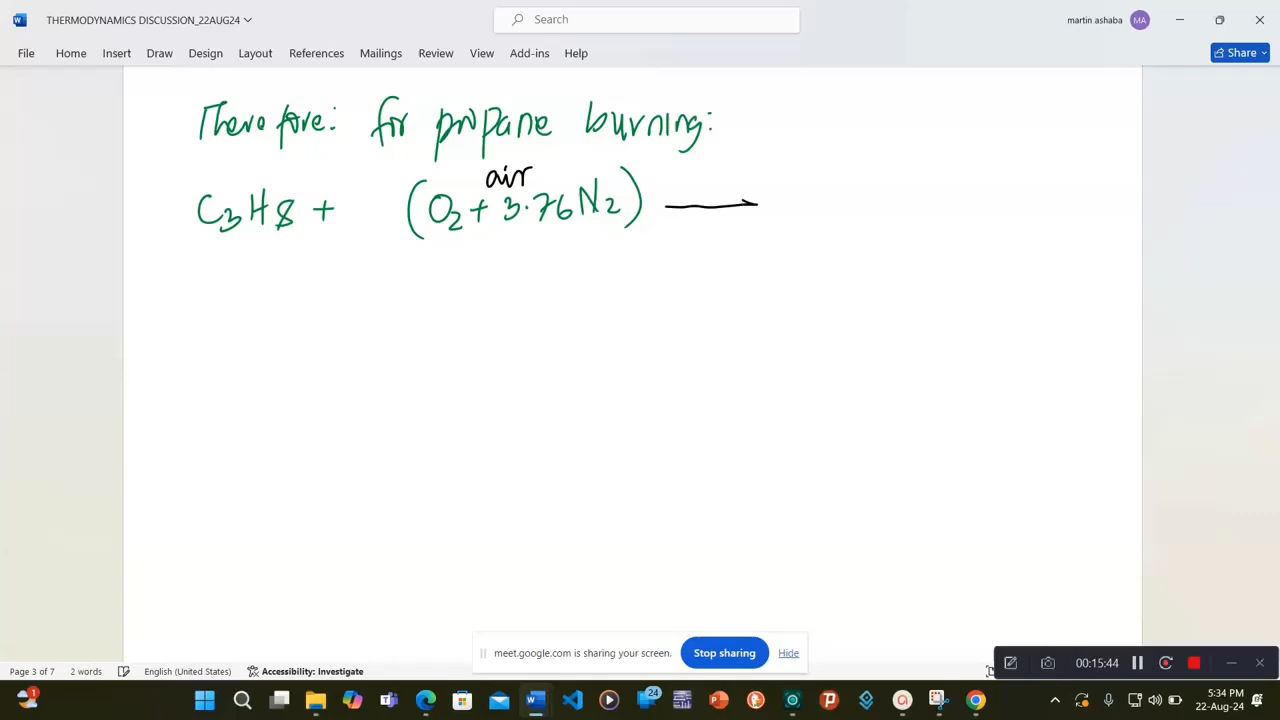 THERMODYNAMICS DISCUSSION_22AUG24
Search
martin ashaba
MA
File Home Insert Draw Design Layout References Mailings Review View Add-ins Help
Share
Therefore: for propane burning:
air
C3H8 + (O2 + 3.76N2)
meet.google.com is sharing your screen.
Stop sharing
Hide
00:15:44
Page 3 of 7 2 words English (United States) Accessibility: Investigate
1
24
5:34 PM
22-Aug-24